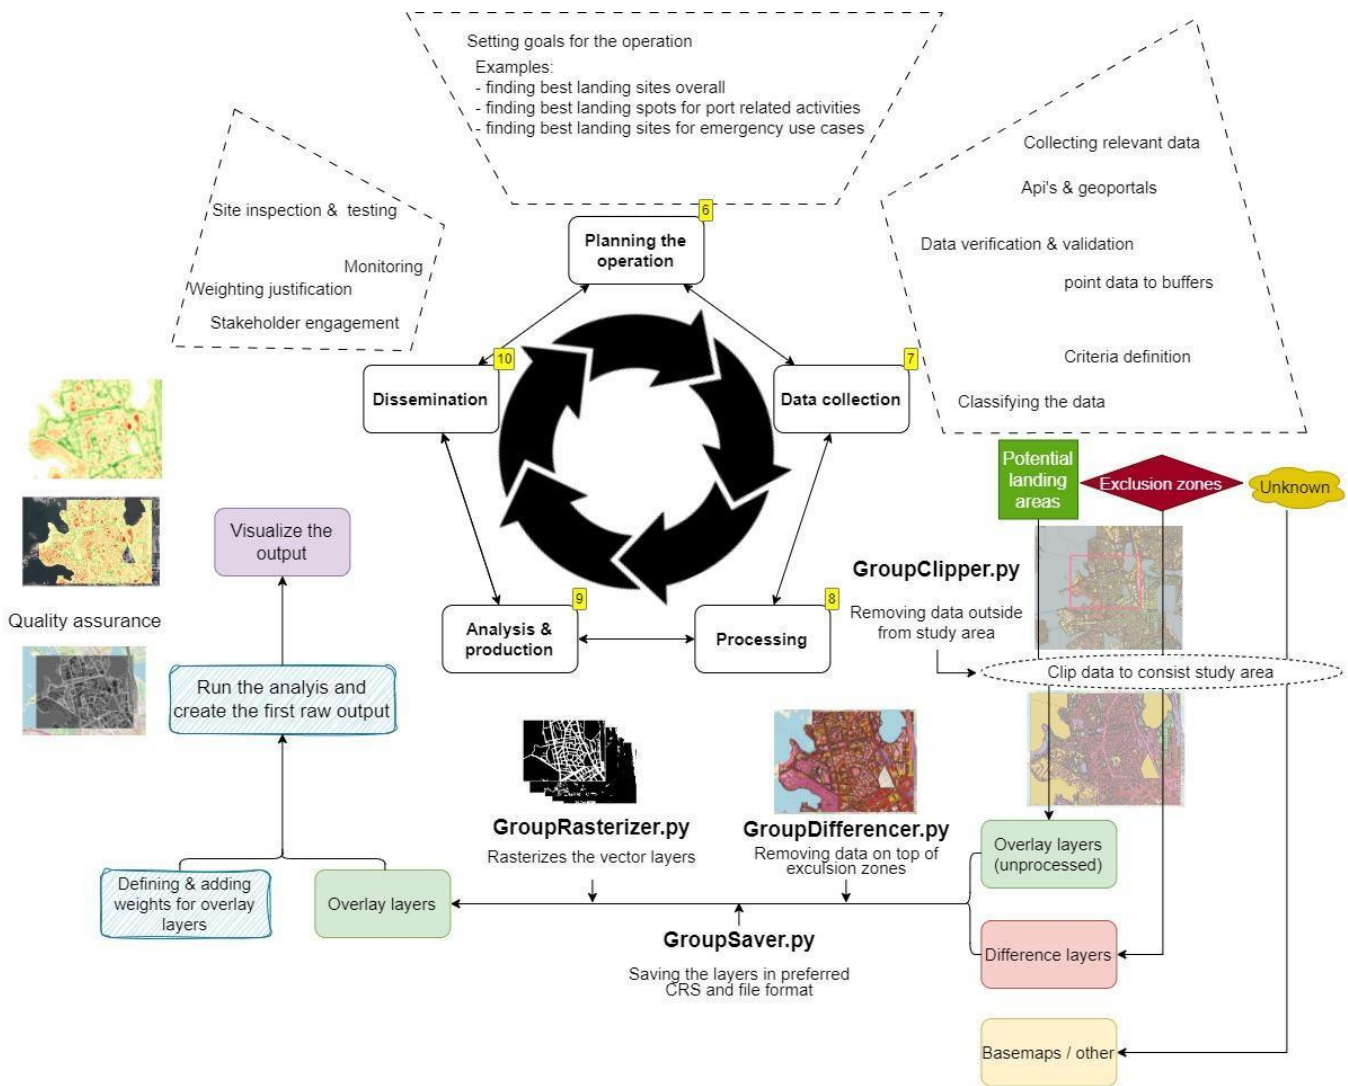 Setting goals for the operation
Examples:
- finding best landing sites overall
- finding best landing spots for port related activities
- finding best landing sites for emergency use cases
Collecting relevant data
Api's & geoportals
Data verification & validation
point data to buffers
Criteria definition
Classifying the data
Site inspection & testing
Monitoring
Weighting justification
Stakeholder engagement
6
Planning the
operation
10
Dissemination
7
Data collection
9
Analysis &
production
8
Processing
Potential
landing
areas
Exclusion zones
Unknown
GroupClipper.py
Removing data outside
from study area
Clip data to consist study area
Visualize the
output
Quality assurance
Run the analyis and
create the first raw output
GroupRasterizer.py
Rasterizes the vector layers
GroupDifferencer.py
Removing data on top of
exculsion zones
Overlay layers
(unprocessed)
Defining & adding
weights for overlay
layers
Overlay layers
GroupSaver.py
Saving the layers in preferred
CRS and file format
Difference layers
Basemaps / other